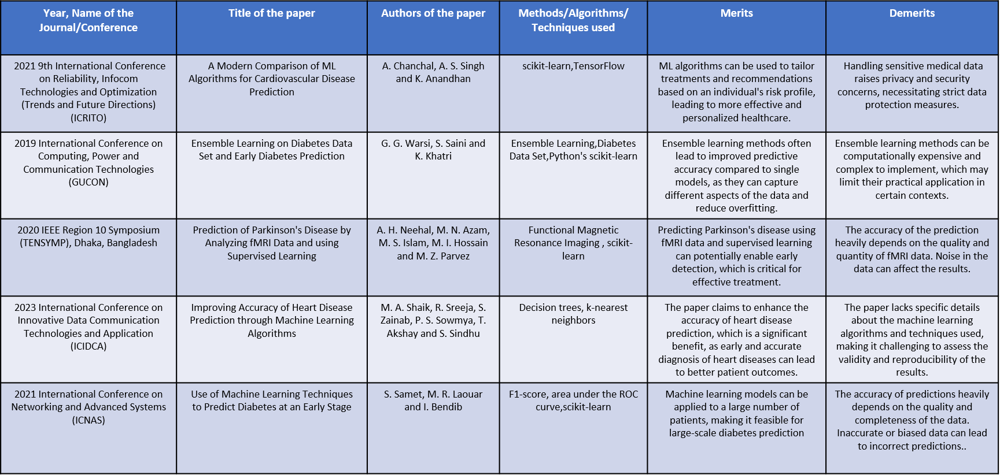 Year, Name of the
Journal/Conference
Title of the paper
Authors of the paper
Methods/Algorithms/
Techniques used
Merits
Demerits
2021 9th International Conference
on Reliability, Infocom
Technologies and Optimization
(Trends and Future Directions)
(ICRITO)
A Modern Comparison of ML
Algorithms for Cardiovascular Disease
Prediction
A. Chanchal, A. S. Singh
and K. Anandhan
scikit-learn,TensorFlow
ML algorithms can be used to tailor
treatments and recommendations
based on an individual's risk profile,
leading to more effective and
personalized healthcare.
Handling sensitive medical data
raises privacy and security
concerns, necessitating strict data
protection measures.
2019 International Conference on
Computing, Power and
Communication Technologies
(GUCON)
Ensemble Learning on Diabetes Data
Set and Early Diabetes Prediction
G. G. Warsi, S. Saini and
K. Khatri
Ensemble Learning,Diabetes
Data Set,Python's scikit-learn
Ensemble learning methods often
lead to improved predictive
accuracy compared to single
models, as they can capture
different aspects of the data and
reduce overfitting.
Ensemble learning methods can be
computationally expensive and
complex to implement, which may
limit their practical application in
certain contexts.
2020 IEEE Region 10 Symposium
(TENSYMP), Dhaka, Bangladesh
Prediction of Parkinson's Disease by
Analyzing fMRI Data and using
Supervised Learning
A. H. Neehal, M. N. Azam,
M. S. Islam, M. I. Hossain
and M. Z. Parvez
Functional Magnetic
Resonance Imaging , scikit-
learn
Predicting Parkinson's disease using
fMRI data and supervised learning
can potentially enable early
detection, which is critical for
effective treatment.
The accuracy of the prediction
heavily depends on the quality and
quantity of fMRI data. Noise in the
data can affect the results.
2023 International Conference on
Innovative Data Communication
Technologies and Application
(ICIDCA)
Improving Accuracy of Heart Disease
Prediction through Machine Learning
Algorithms
M. A. Shaik, R. Sreeja, S.
Zainab, P. S. Sowmya, T.
Akshay and S. Sindhu
Decision trees, k-nearest
neighbors
The paper claims to enhance the
accuracy of heart disease
prediction, which is a significant
benefit, as early and accurate
diagnosis of heart diseases can lead
to better patient outcomes.
The paper lacks specific details
about the machine learning
algorithms and techniques used,
making it challenging to assess the
validity and reproducibility of the
results.
2021 International Conference on
Networking and Advanced Systems
(ICNAS)
Use of Machine Learning Techniques
to Predict Diabetes at an Early Stage
S. Samet, M. R. Laouar
and I. Bendib
F1-score, area under the ROC
curve,scikit-learn
Machine learning models can be
applied to a large number of
patients, making it feasible for
large-scale diabetes prediction
The accuracy of predictions heavily
depends on the quality and
completeness of the data.
Inaccurate or biased data can lead
to incorrect predictions..